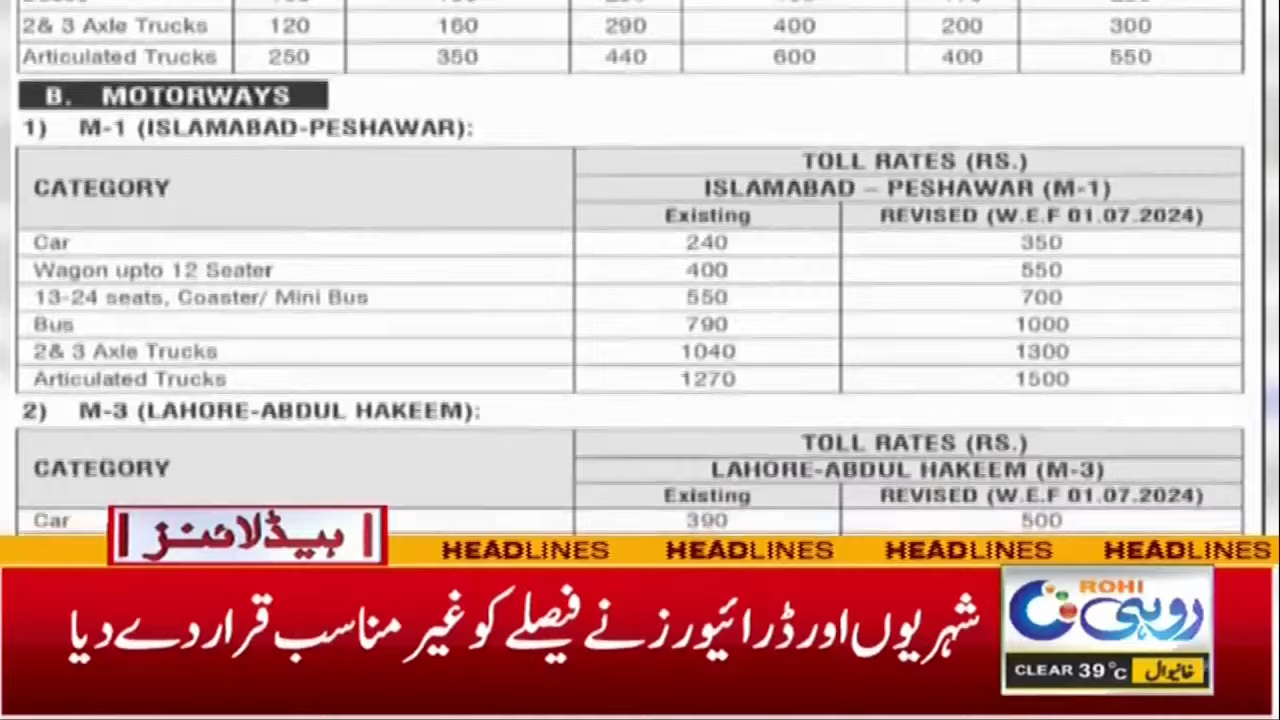 2& 3 Axle Trucks 120 160 290 400 200 300
Articulated Trucks 250 350 440 600 400 550
B. MOTORWAYS
1) M-1 (ISLAMABAD-PESHAWAR):
CATEGORY
TOLL RATES (RS.)
ISLAMABAD – PESHAWAR (M-1)
Existing REVISED (W.E.F 01.07.2024)
Car 240 350
Wagon upto 12 Seater 400 550
13-24 seats, Coaster/ Mini Bus 550 700
Bus 790 1000
2& 3 Axle Trucks 1040 1300
Articulated Trucks 1270 1500
2) M-3 (LAHORE-ABDUL HAKEEM):
CATEGORY
TOLL RATES (RS.)
LAHORE-ABDUL HAKEEM (M-3)
Existing REVISED (W.E.F 01.07.2024)
Car 390 500
ہیڈلائنز
HEADLINES HEADLINES HEADLINES HEADLINES
شہریوں اور ڈرائیورز نے فیصلے کو غیر مناسب قرار دے دیا
ROHI
روہی
CLEAR 39°C خانیوال